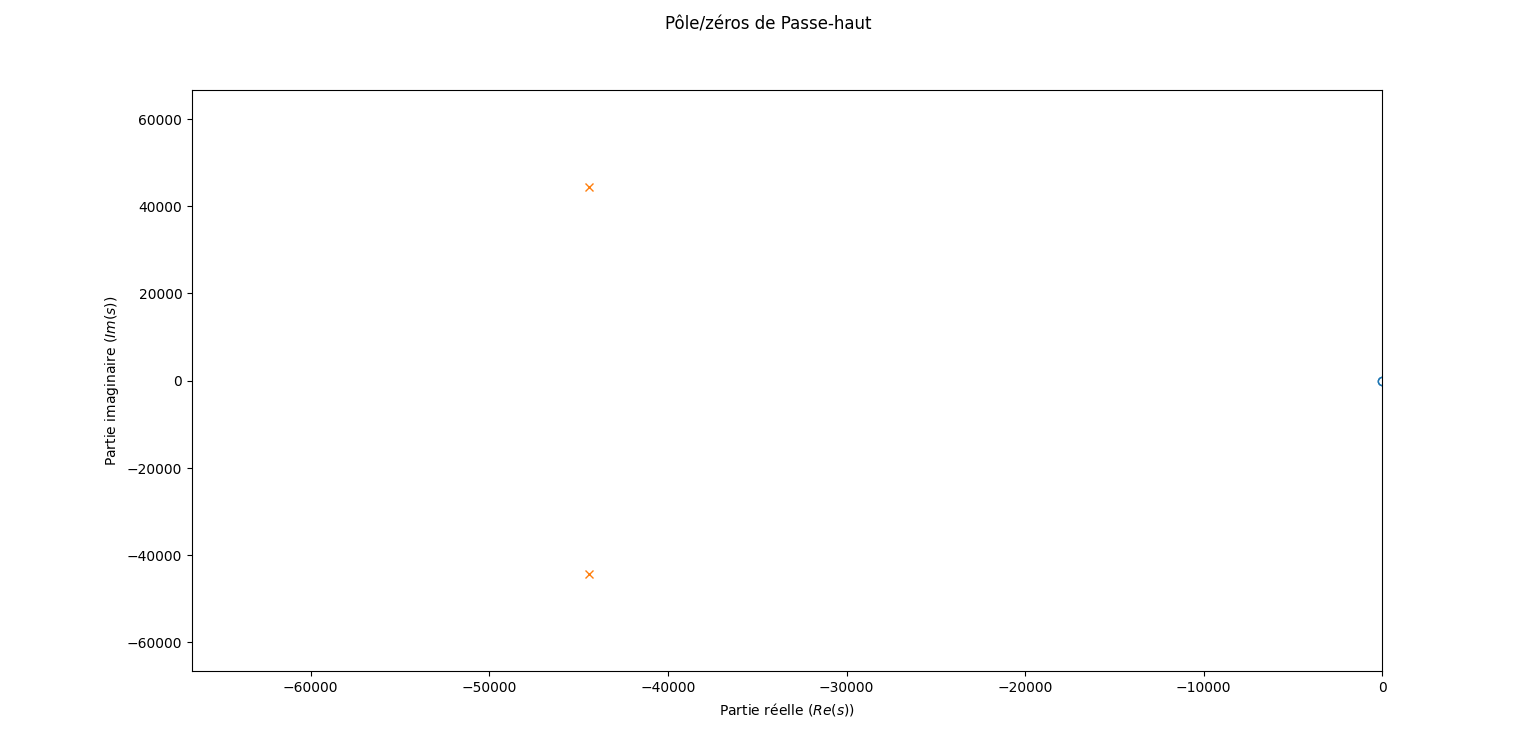 Pôle/zéros de Passe-haut
60000
40000
20000
0
−20000
−40000
−60000
Partie imaginaire (Im(s))
−60000 −50000 −40000 −30000 −20000 −10000 0
Partie réelle (Re(s))